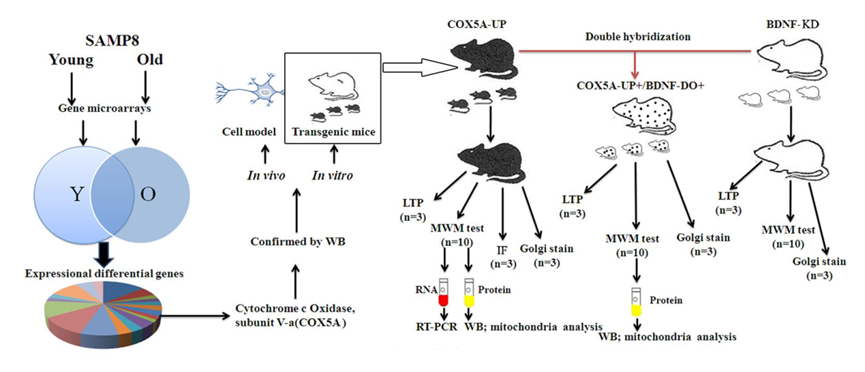 SAMP8
Young Old
Gene microarrays
Y O
Expressional differential genes
Cytochrome c Oxidase,
subunit V-a(COX5A)
Confirmed by WB
In vivo In vitro
Cell model Transgenic mice
COX5A-UP
Double hybridization
BDNF-KD
COX5A-UP+/BDNF-DO+
LTP
(n=3)
MWM test
(n=10)
IF
(n=3)
Golgi stain
(n=3)
RNA Protein
RT-PCR WB; mitochondria analysis
LTP
(n=3)
MWM test
(n=10)
Golgi stain
(n=3)
Protein
WB; mitochondria analysis
LTP
(n=3)
MWM test
(n=10)
Golgi stain
(n=3)